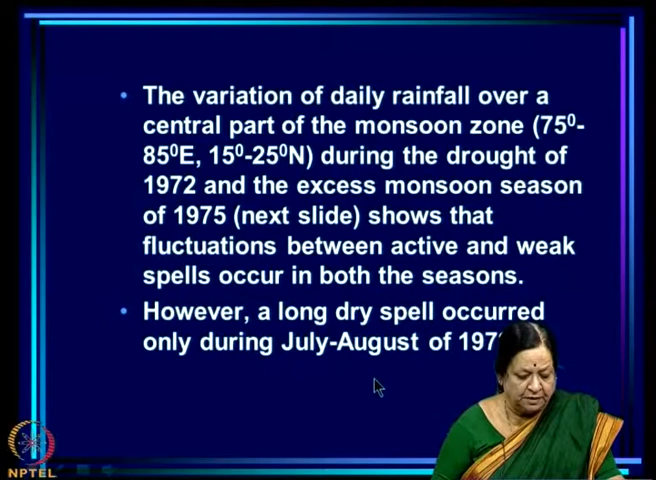 • The variation of daily rainfall over a
central part of the monsoon zone (75⁰-
85⁰E, 15⁰-25⁰N) during the drought of
1972 and the excess monsoon season
of 1975 (next slide) shows that
fluctuations between active and weak
spells occur in both the seasons.
• However, a long dry spell occurred
only during July-August of
NPTEL